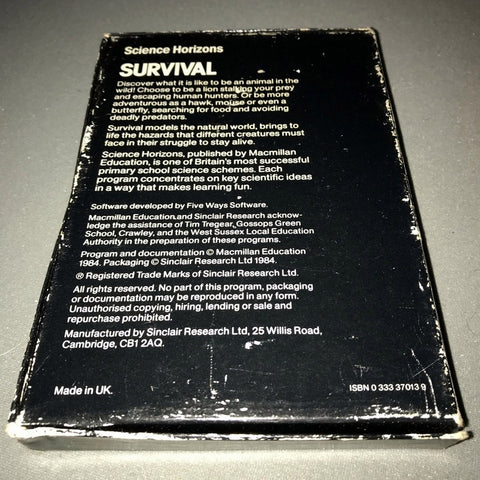 Science Horizons
SURVIVAL
Discover what it is like to be an animal in the
wild! Choose to be a lion stalking your prey
and escaping human hunters. Or be more
adventurous as a hawk, mouse or even a
butterfly, searching for food and avoiding
deadly predators.
Survival models the natural world, brings to
life the hazards that different creatures must
face in their struggle to stay alive.
Science Horizons, published by Macmillan
Education, is one of Britain's most successful
primary school science schemes. Each
program concentrates on key scientific ideas
in a way that makes learning fun.
Software developed by Five Ways Software.
Macmillan Education and Sinclair Research acknow-
ledge the assistance of Tim Tregear, Gossops Green
School, Crawley, and the West Sussex Local Education
Authority in the preparation of these programs.
Program and documentation © Macmillan Education
1984. Packaging © Sinclair Research Ltd 1984.
® Registered Trade Marks of Sinclair Research Ltd.
All rights reserved. No part of this program, packaging
or documentation may be reproduced in any form.
Unauthorised copying, hiring, lending or sale and
repurchase prohibited.
Manufactured by Sinclair Research Ltd, 25 Willis Road,
Cambridge, CB1 2AQ.
Made in UK.
ISBN 0 333 37013 9